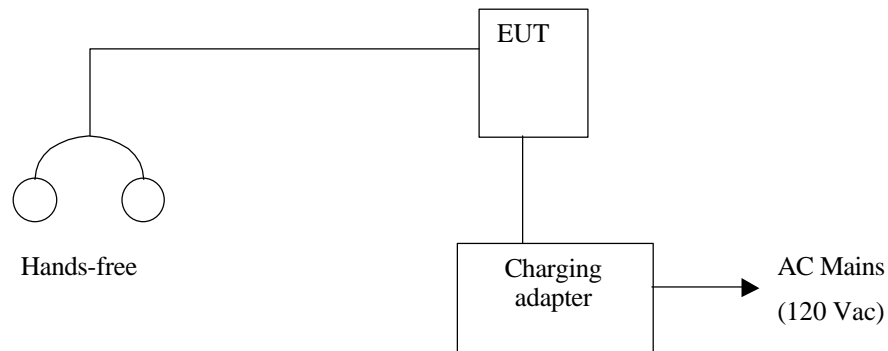 EUT
Hands-free
Charging
adapter
AC Mains
(120 Vac)